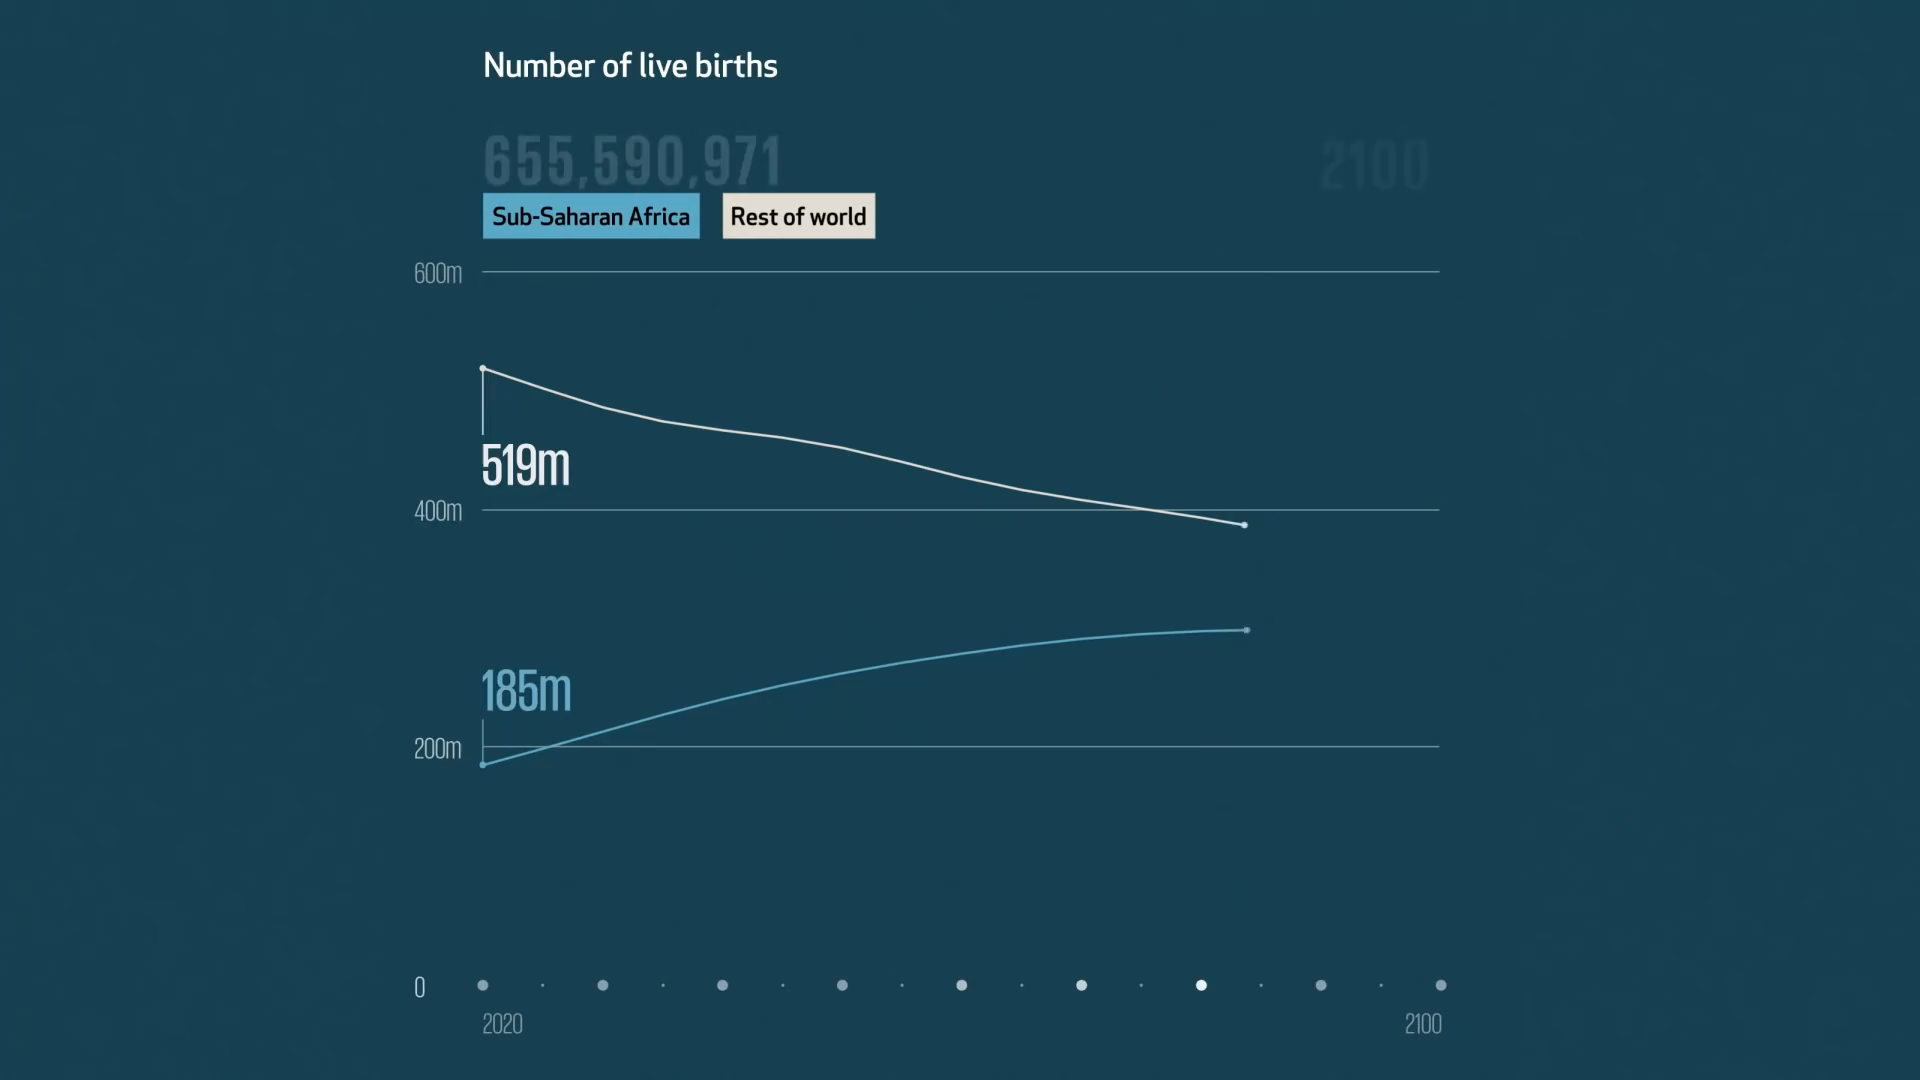 Number of live births
655,590,971
2100
Sub-Saharan Africa
Rest of world
600m
519m
400m
185m
200m
0
2020
2100